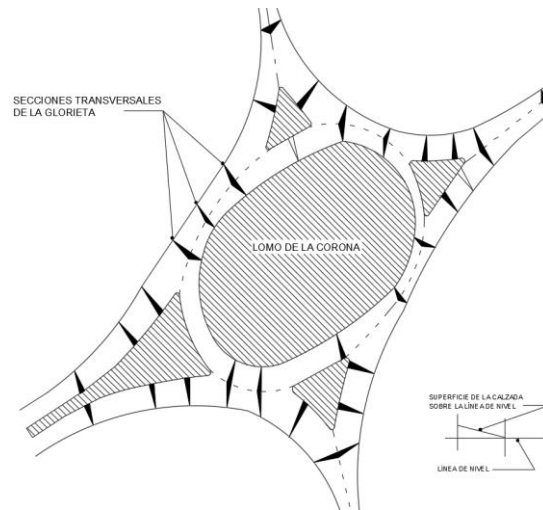 SECCIONES TRANSVERSALES
DE LA GLORIETA
LOMO DE LA CORONA
SUPERFICIE DE LA CALZADA
SOBRE LA LÍNEA DE NIVEL
LÍNEA DE NIVEL